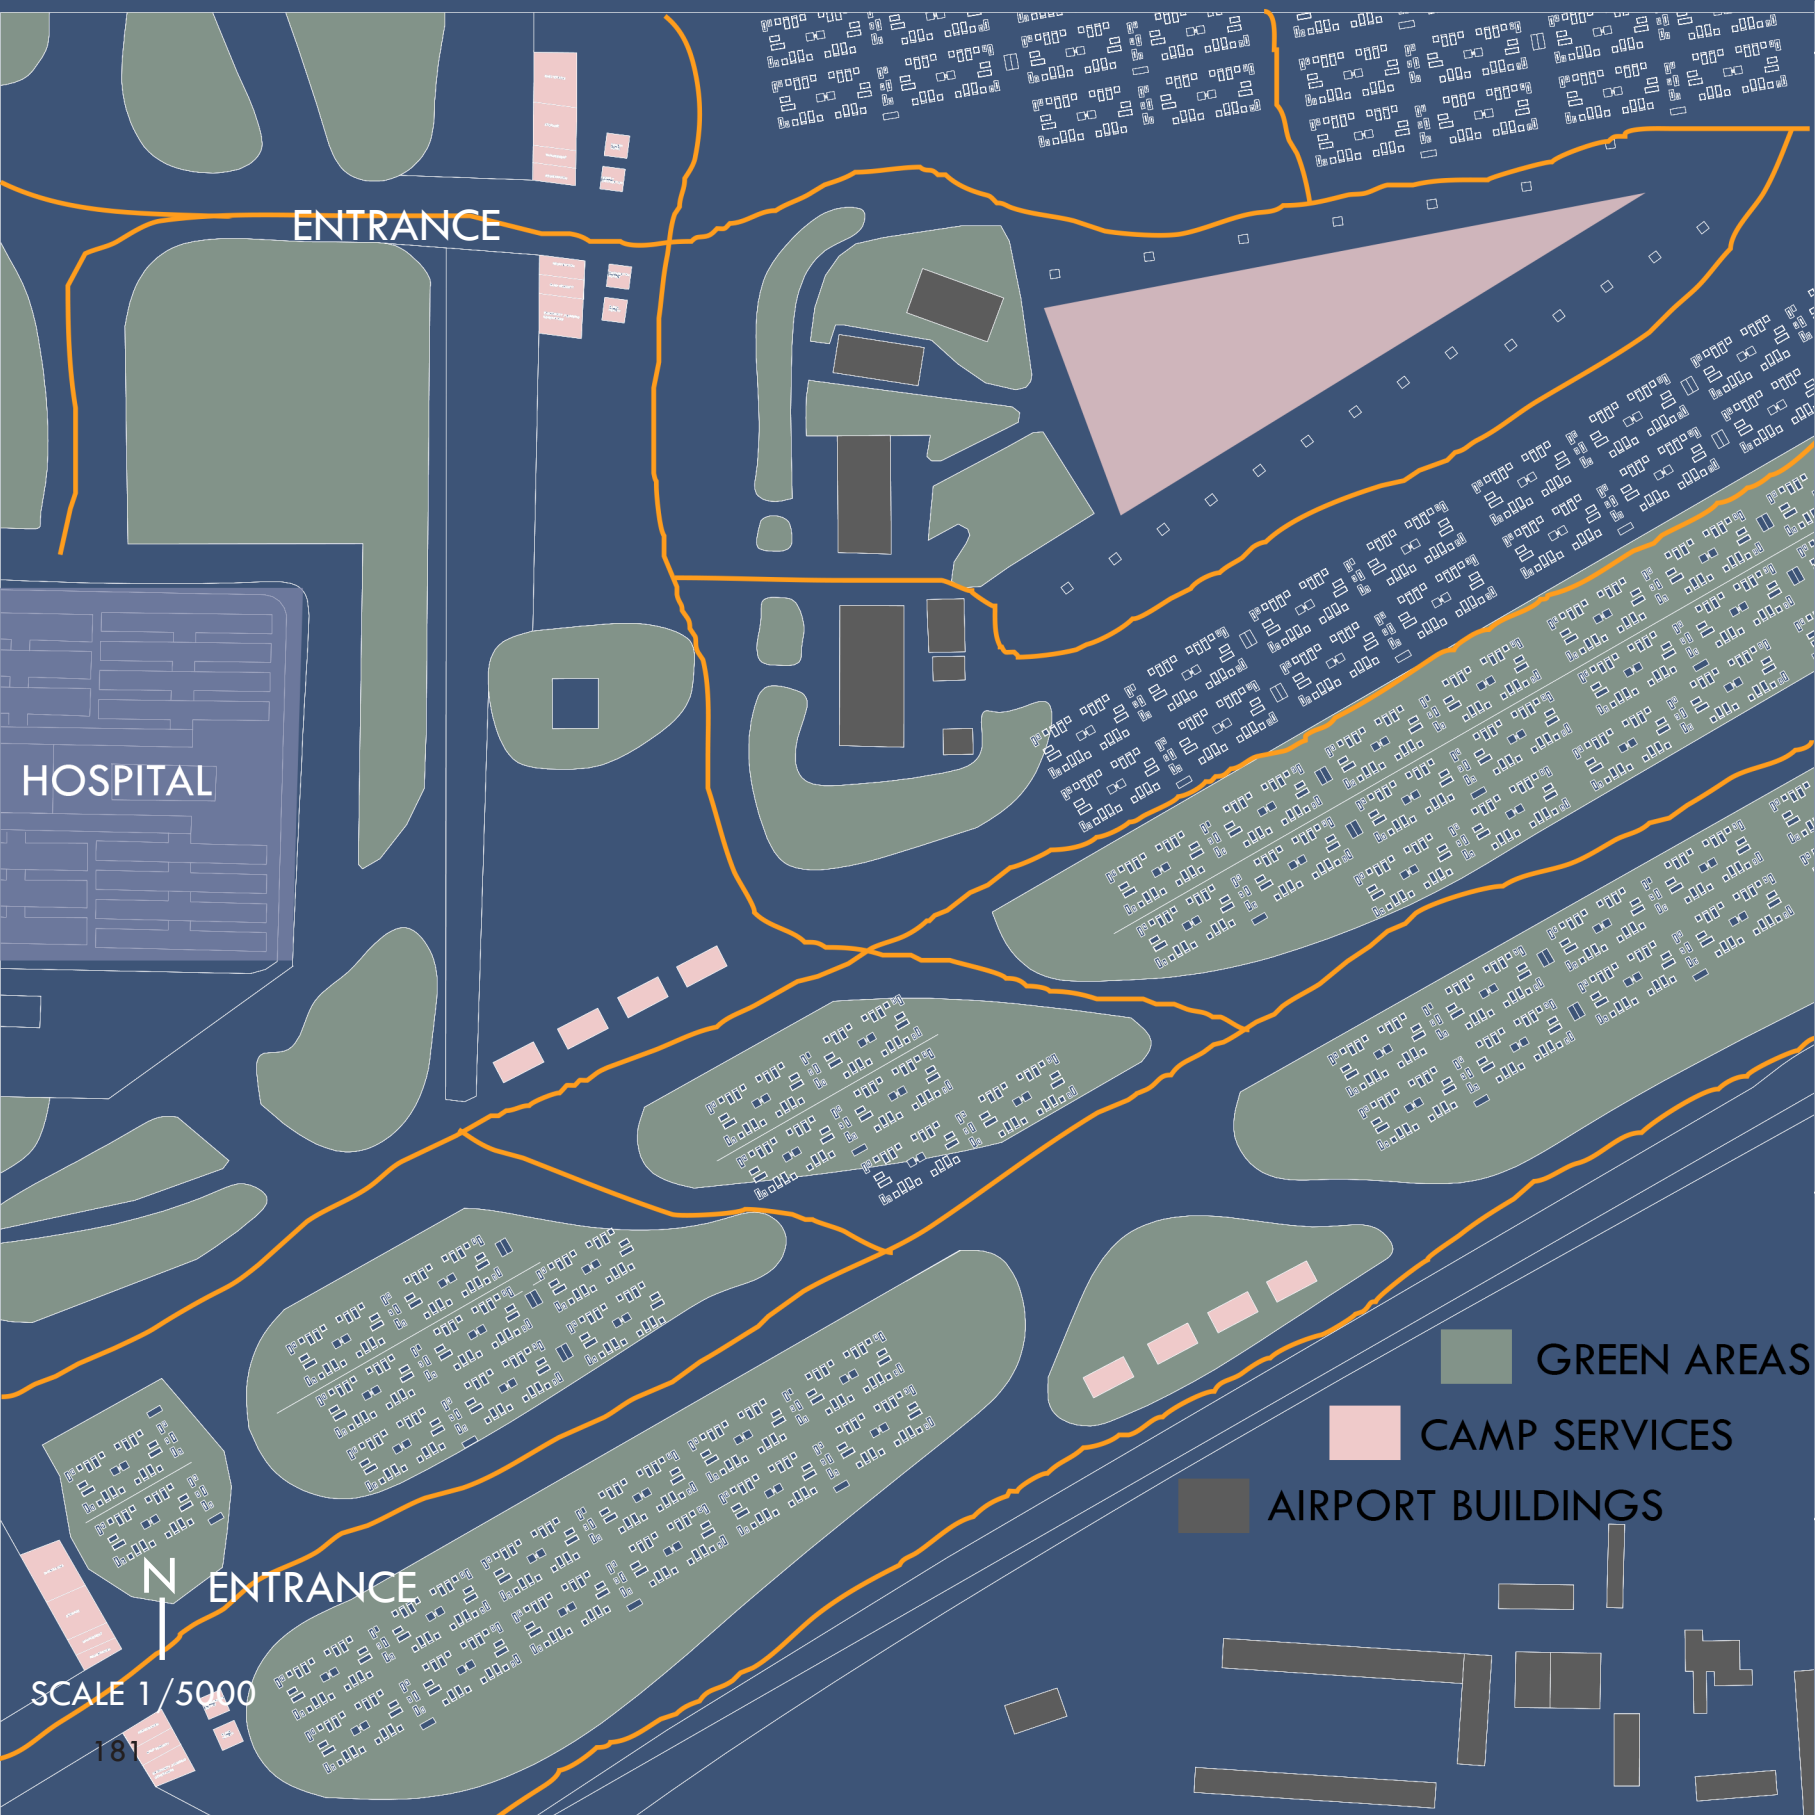 ENTRANCE
HOSPITAL
GREEN AREAS
CAMP SERVICES
AIRPORT BUILDINGS
N
ENTRANCE
SCALE 1/5000
181